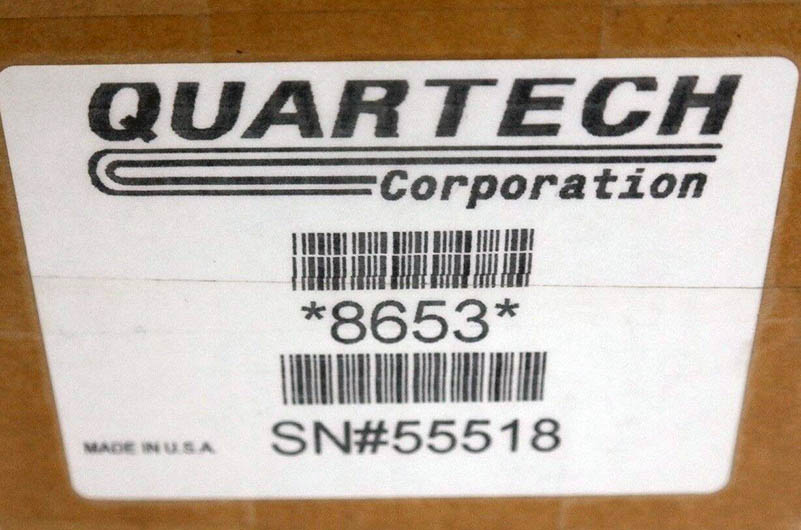 QUARTECH
Corporation
*8653*
SN#55518
MADE IN U.S.A.